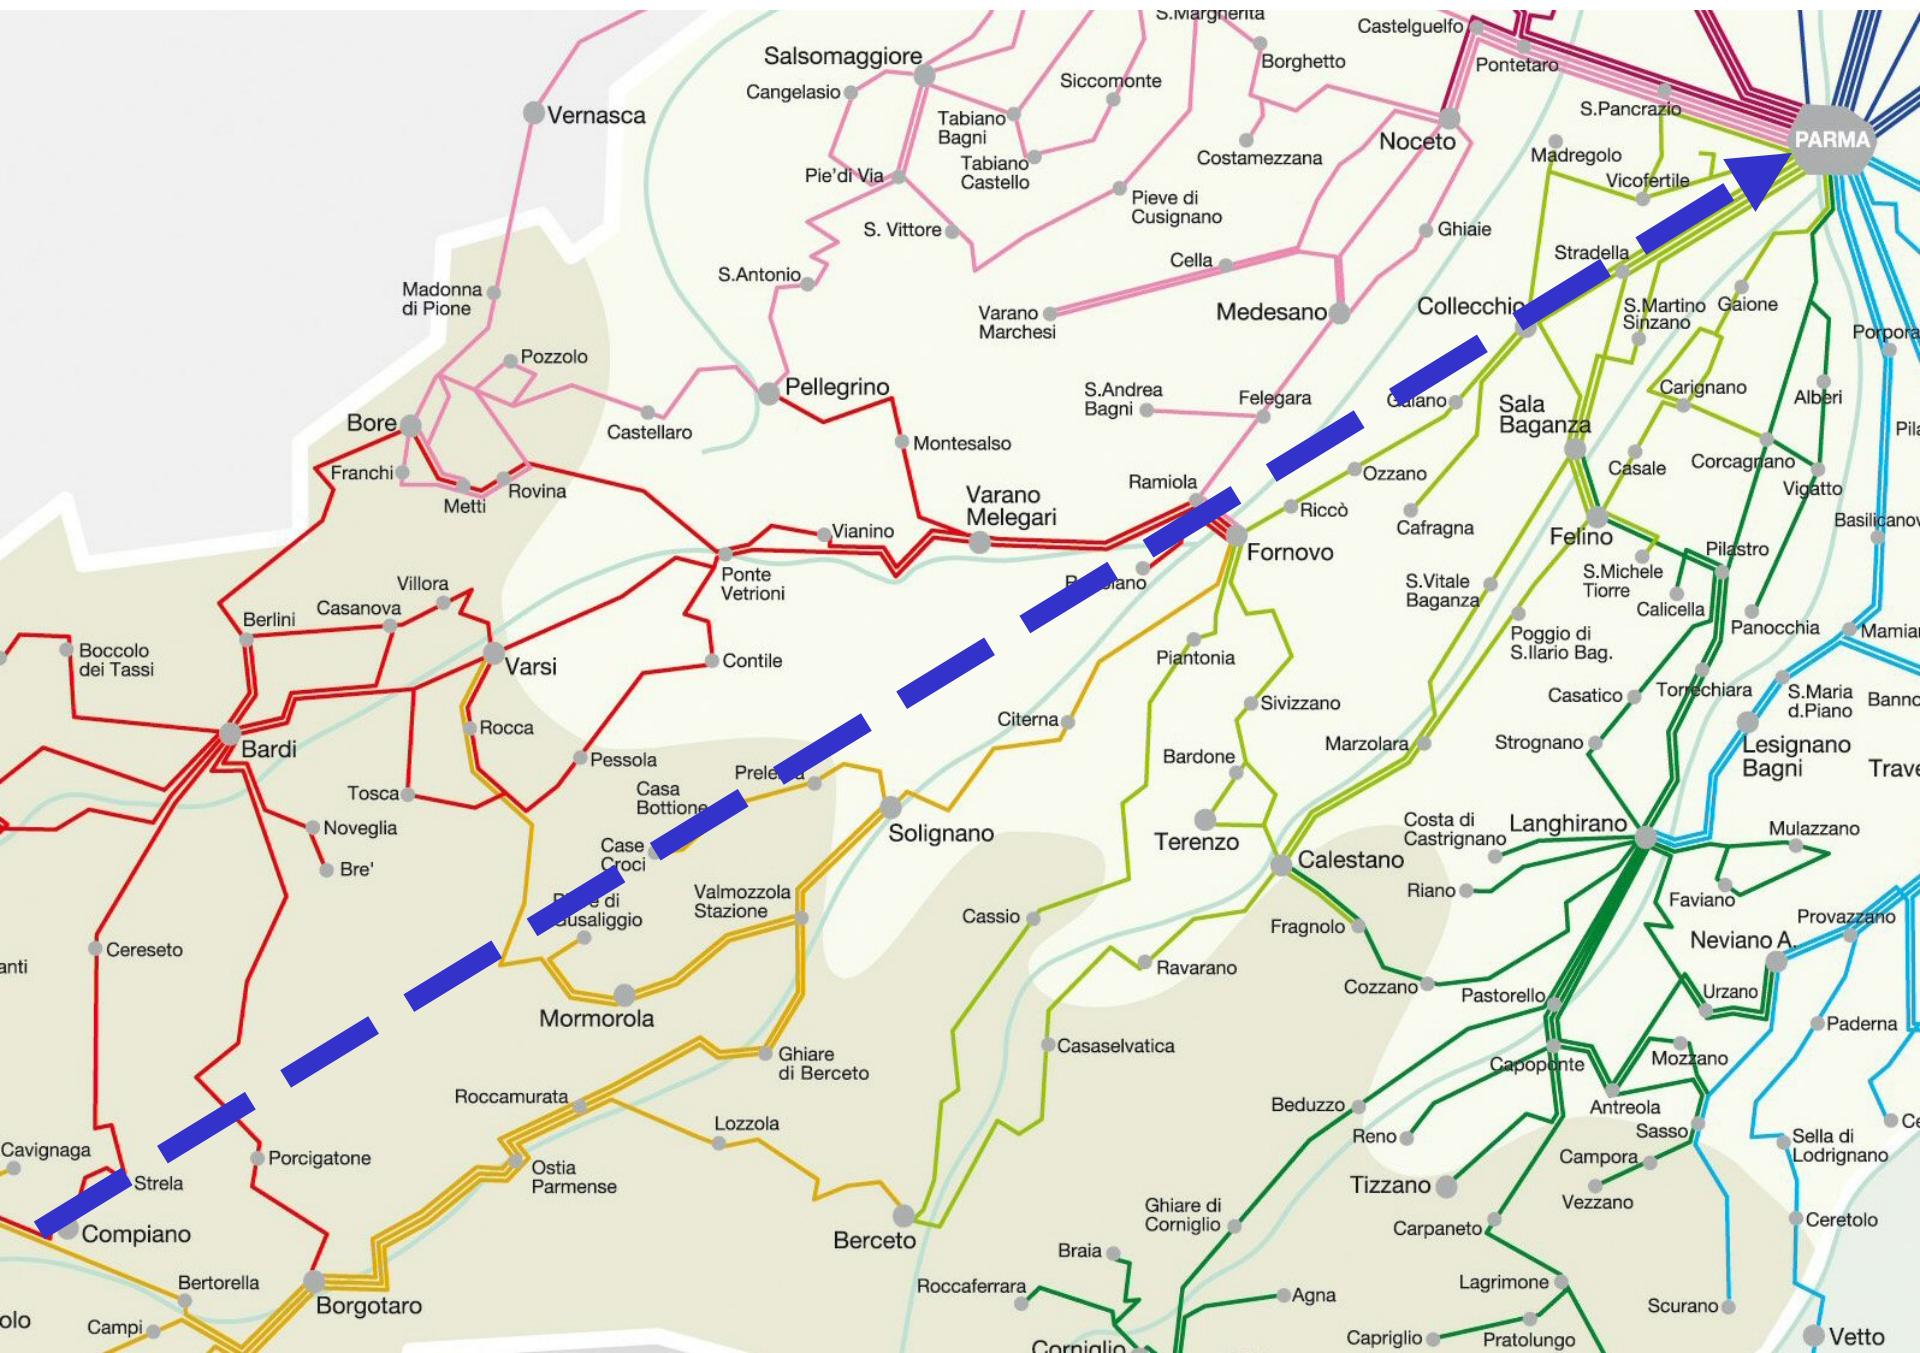 S.Margherita
Castelguelfo
Salsomaggiore
Pontetaro
Borghetto
Siccomonte
Cangelasio
S.Pancrazio
Vernasca
Tabiano
Bagni
PARMA
Noceto
Costamezzana
Madregolo
Tabiano
Castello
Pie'di Via
Vicofertile
Pieve di
Cusignano
S. Vittore
Ghiaie
Stradella
Cella
S.Antonio
Madonna
di Pione
Collecchio
S.Martino
Sinzano
Gaione
Varano
Marchesi
Medesano
Porpora
Pozzolo
Pellegrino
Carignano
S.Andrea
Bagni
Felegara
Gaiano
Alberi
Sala
Baganza
Bore
Castellaro
Montesalso
Franchi
Corcagnano
Casale
Ozzano
Ramiola
Rovina
Metti
Varano
Melegari
Vigatto
Riccò
Cafragna
Basilicanov
Vianino
Felino
Fornovo
Pilastro
Ponte
Vetrioni
S.Michele
Tiorre
Villora
S.Vitale
Baganza
Casanova
Calicella
Berlini
Panocchia
Mamian
Poggio di
S.Ilario Bag.
Boccolo
dei Tassi
Varsi
Contile
Piantonia
Torrechiara
S.Maria
d.Piano
Banno
Casatico
Sivizzano
Citerna
Rocca
Marzolara
Strognano
Bardi
Lesignano
Bagni
Trave
Bardone
Pessola
Tosca
Casa
Bottione
Noveglia
Solignano
Costa di
Castrignano
Langhirano
Mulazzano
Terenzo
Case
Croci
Calestano
Bre'
Riano
Valmozzola
Stazione
Faviano
Cassio
Fragnolo
Provazzano
Neviano A.
Cereseto
anti
Ravarano
Cozzano
Pastorello
Urzano
Mormorola
Paderna
Casaselvatica
Ghiare
di Berceto
Capoponte
Mozzano
Roccamurata
Beduzzo
Antreola
Lozzola
Reno
Sasso
Ce
Cavignaga
Porcigatone
Sella di
Lodrignano
Campora
Strela
Ostia
Parmense
Tizzano
Vezzano
Ghiare di
Corniglio
Carpaneto
Ceretolo
Compiano
Berceto
Braia
Bertorella
Roccaferrara
Lagrimone
Agna
Borgotaro
Scurano
olo
Campi
Capriglio
Pratolungo
Vetto
Corniglio